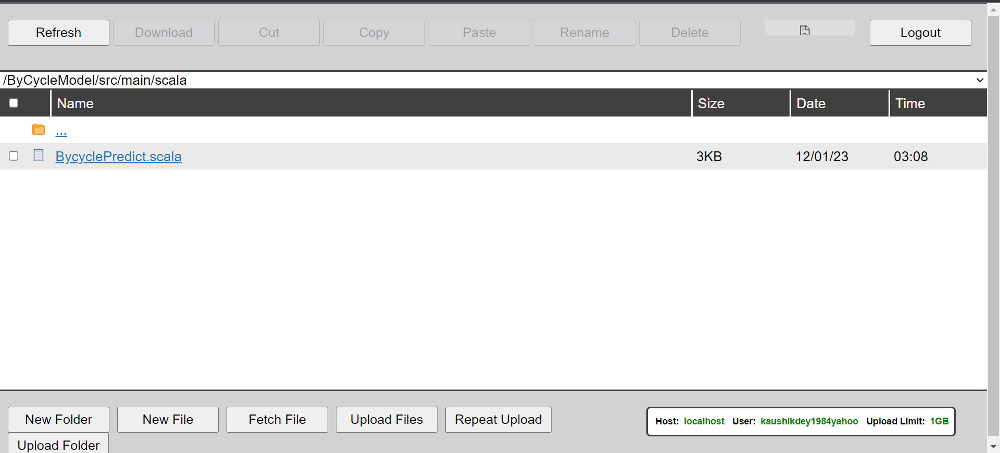 Refresh Download Cut Copy Paste Rename Delete Logout
/ByCycleModel/src/main/scala
Name Size Date Time
...
BycyclePredict.scala 3KB 12/01/23 03:08
New Folder New File Fetch File Upload Files Repeat Upload
Host: localhost User: kaushikdey1984yahoo Upload Limit: 1GB
Upload Folder